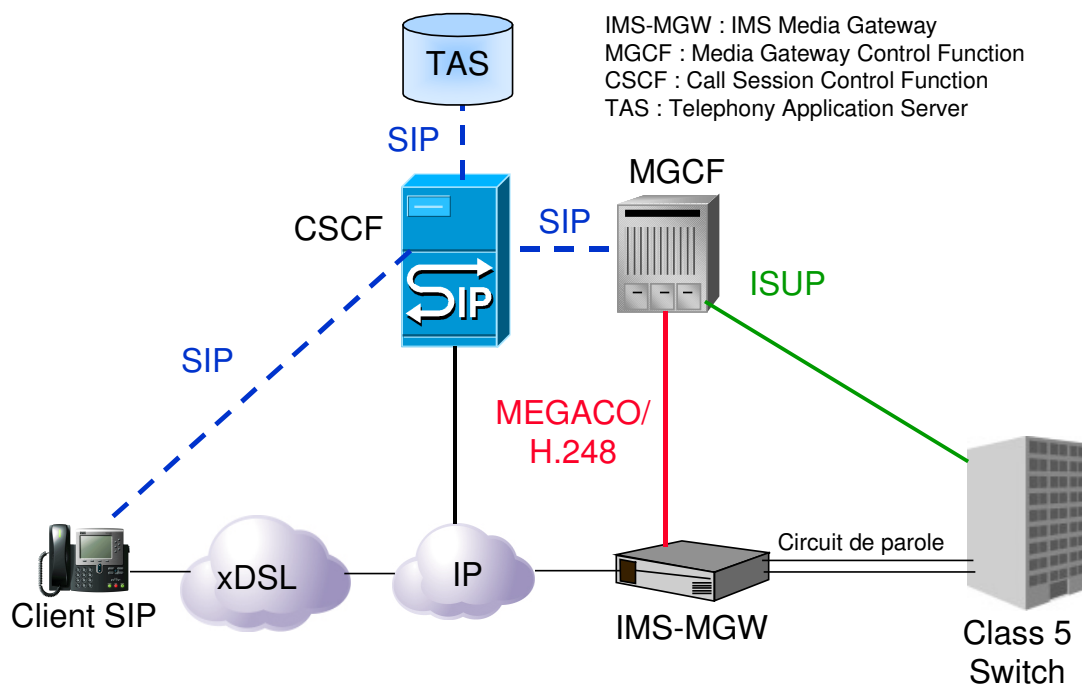 IMS-MGW : IMS Media Gateway
MGCF : Media Gateway Control Function
CSCF : Call Session Control Function
TAS : Telephony Application Server
TAS
SIP
MGCF
CSCF
SIP
SIP
ISUP
SIP
MEGACO/
H.248
Circuit de parole
xDSL
IP
Client SIP
IMS-MGW
Class 5
Switch